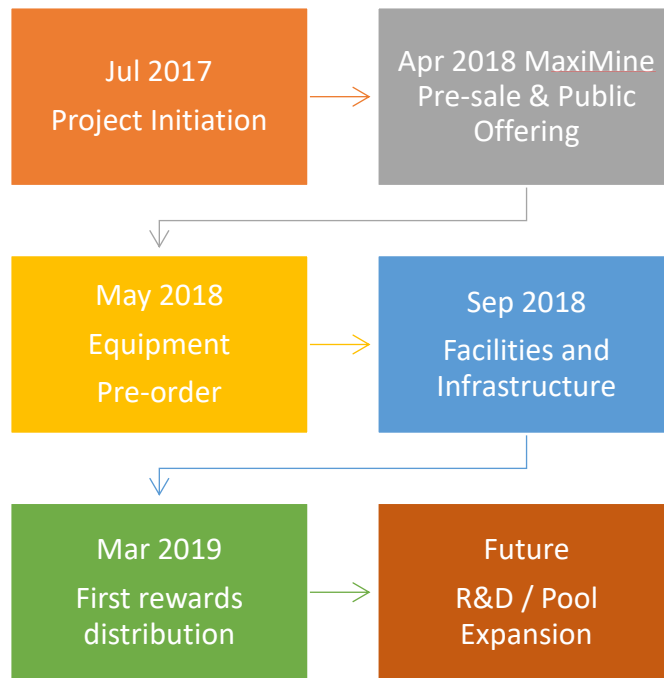 Jul 2017
Project Initiation
Apr 2018 MaxiMine
Pre-sale & Public
Offering
May 2018
Equipment
Pre-order
Sep 2018
Facilities and
Infrastructure
Mar 2019
First rewards
distribution
Future
R&D / Pool
Expansion